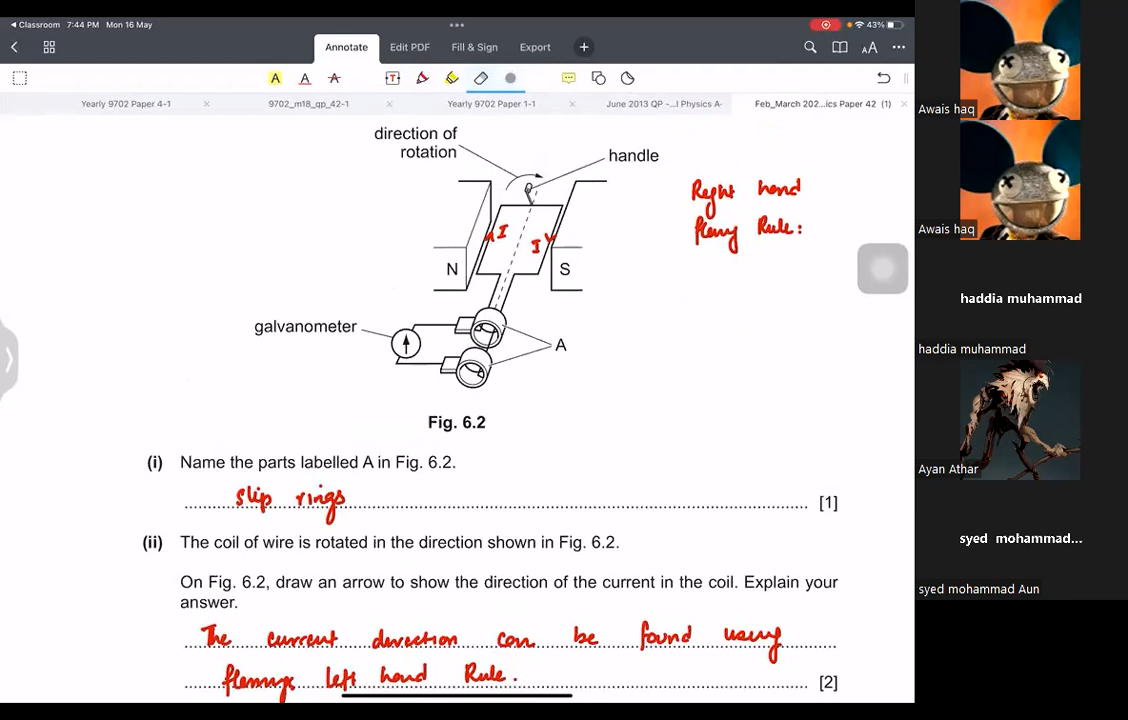 Classroom 7:44 PM Mon 16 May
43%
Annotate Edit PDF Fill & Sign Export
Yearly 9702 Paper 4-1 9702_m18_qp_42-1 Yearly 9702 Paper 1-1 June 2013 QP -...l Physics A- Feb_March 202...ics Paper 42 (1)
direction of
rotation
handle
Right hand
Rule:
I
I
N
S
galvanometer
A
Fig. 6.2
(i) Name the parts labelled A in Fig. 6.2.
slip rings [1]
(ii) The coil of wire is rotated in the direction shown in Fig. 6.2.
On Fig. 6.2, draw an arrow to show the direction of the current in the coil. Explain your
answer.
The current direction can be found using
flemings left hand Rule. [2]
Awais haq
Awais haq
haddia muhammad
haddia muhammad
Ayan Athar
syed mohammad...
syed mohammad Aun